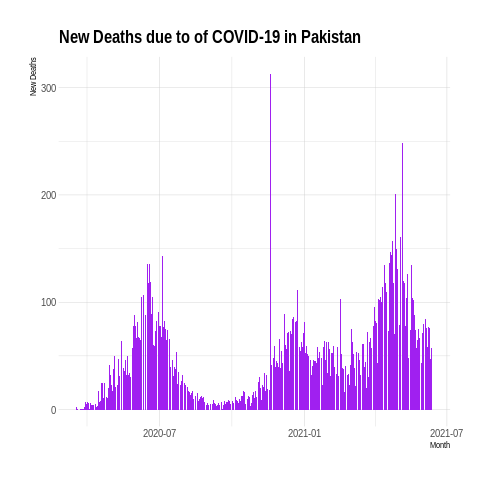 New Deaths due to of COVID-19 in Pakistan
New Deaths
300
200
100
0
2020-07
2021-01
2021-07
Month